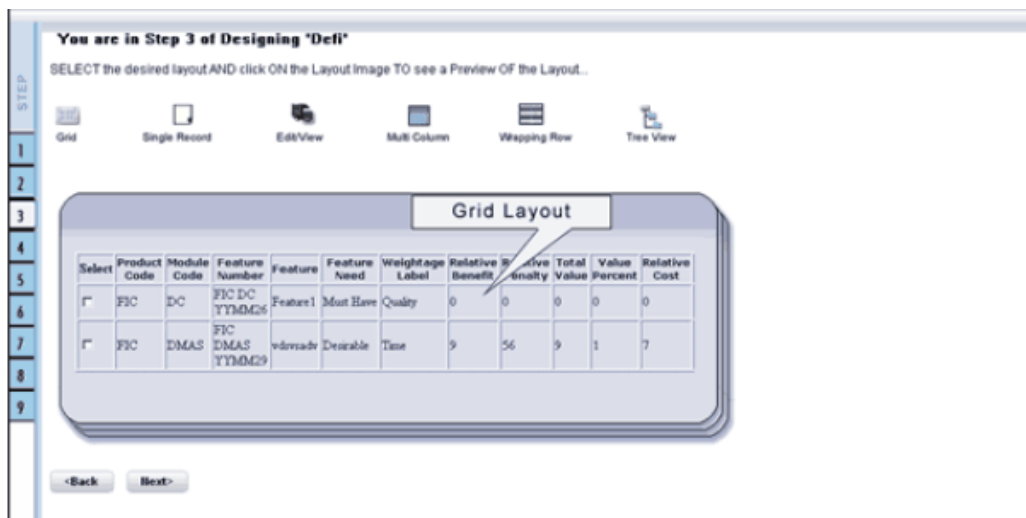 You are in Step 3 of Designing "Defi"
SELECT the desired layout AND click ON the Layout Image TO see a Preview OF the Layout...
STEP
Grid Single Record Edit/View Multi Column Wrapping Row Tree View
1
2
3
4
5
6
7
8
9
Grid Layout
Select Product Code Module Code Feature Number Feature Feature Need Weightage Label Relative Benefit Total Value Value Percent Relative Cost
FIC DC FIC DC YYMM26 Feature1 Must Have Quality 0 0 0 0 0
FIC DMAS FIC DMAS YYMM29 Desirable Time 9 56 9 1 7
<Back Next>